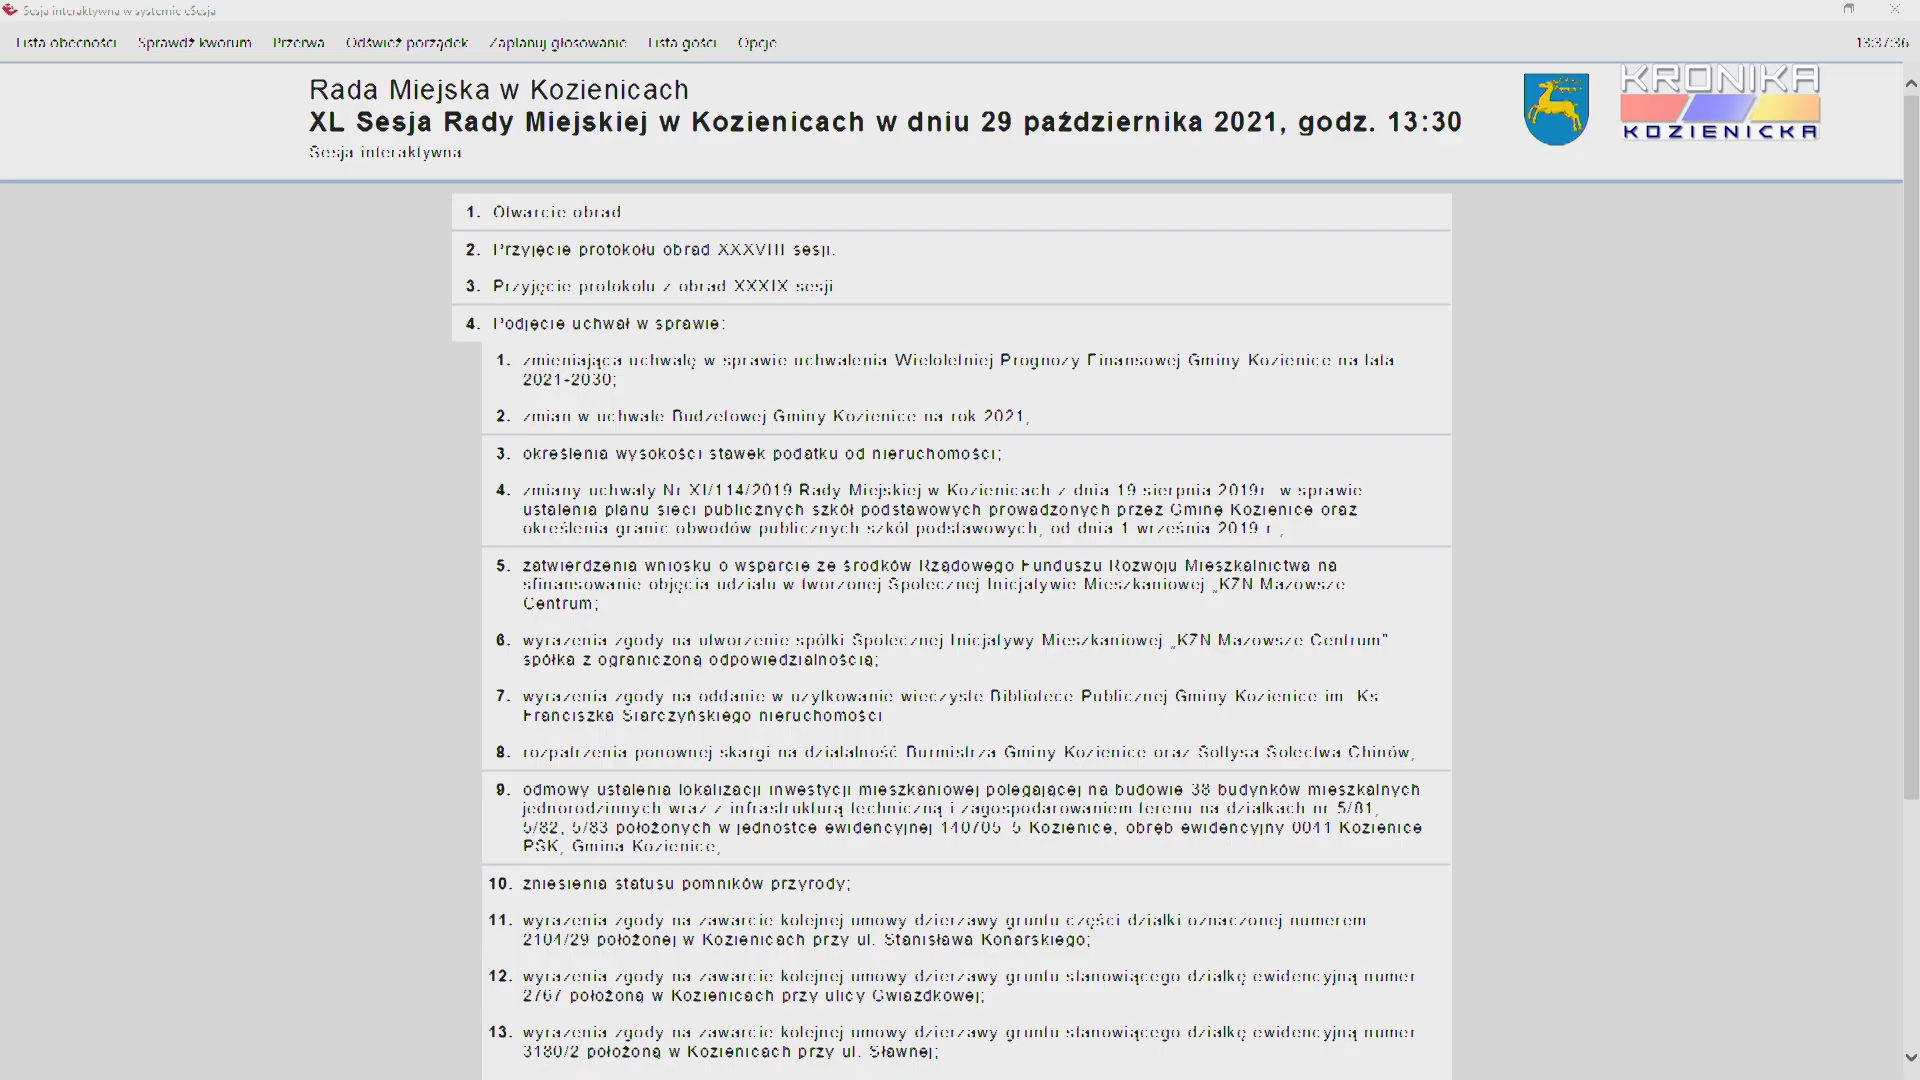 Sesja interaktywna w systemie eSesja
Lista obecności Sprawdź kworum Przerwa Odśwież porządek Zaplanuj głosowanie Lista gości Opcje 13:37:36
Rada Miejska w Kozienicach
XL Sesja Rady Miejskiej w Kozienicach w dniu 29 października 2021, godz. 13:30
Sesja interaktywna
KRONIKA
KOZIENICKA
1. Otwarcie obrad
2. Przyjęcie protokołu obrad XXXVIII sesji.
3. Przyjęcie protokołu z obrad XXXIX sesji
4. Podjęcie uchwał w sprawie:
1. zmieniająca uchwałę w sprawie uchwalenia Wieloletniej Prognozy Finansowej Gminy Kozienice na lata
2021-2030;
2. zmian w uchwale Budżetowej Gminy Kozienice na rok 2021;
3. określenia wysokości stawek podatku od nieruchomości;
4. zmiany uchwały Nr XI/114/2019 Rady Miejskiej w Kozienicach z dnia 19 sierpnia 2019r. w sprawie
ustalenia planu sieci publicznych szkół podstawowych prowadzonych przez Gminę Kozienice oraz
określenia granic obwodów publicznych szkół podstawowych, od dnia 1 września 2019 r.;
5. zatwierdzenia wniosku o wsparcie ze środków Rządowego Funduszu Rozwoju Mieszkalnictwa na
sfinansowanie objęcia udziału w tworzonej Społecznej Inicjatywie Mieszkaniowej „KZN Mazowsze
Centrum;
6. wyrażenia zgody na utworzenie spółki Społecznej Inicjatywy Mieszkaniowej „KZN Mazowsze Centrum"
spółka z ograniczoną odpowiedzialnością;
7. wyrażenia zgody na oddanie w użytkowanie wieczyste Bibliotece Publicznej Gminy Kozienice im. Ks.
Franciszka Siarczyńskiego nieruchomości
8. rozpatrzenia ponownej skargi na działalność Burmistrza Gminy Kozienice oraz Sołtysa Sołectwa Chinów;
9. odmowy ustalenia lokalizacji inwestycji mieszkaniowej polegającej na budowie 38 budynków mieszkalnych
jednorodzinnych wraz z infrastrukturą techniczną i zagospodarowaniem terenu na działkach nr 5/81,
5/82, 5/83 położonych w jednostce ewidencyjnej 140705_5 Kozienice, obręb ewidencyjny 0041 Kozienice
PSK, Gmina Kozienice;
10. zniesienia statusu pomników przyrody;
11. wyrażenia zgody na zawarcie kolejnej umowy dzierżawy gruntu części działki oznaczonej numerem
2104/29 położonej w Kozienicach przy ul. Stanisława Konarskiego;
12. wyrażenia zgody na zawarcie kolejnej umowy dzierżawy gruntu stanowiącego działkę ewidencyjną numer
2767 położoną w Kozienicach przy ulicy Gwiazdkowej;
13. wyrażenia zgody na zawarcie kolejnej umowy dzierżawy gruntu stanowiącego działkę ewidencyjną numer
3180/2 położoną w Kozienicach przy ul. Sławnej;